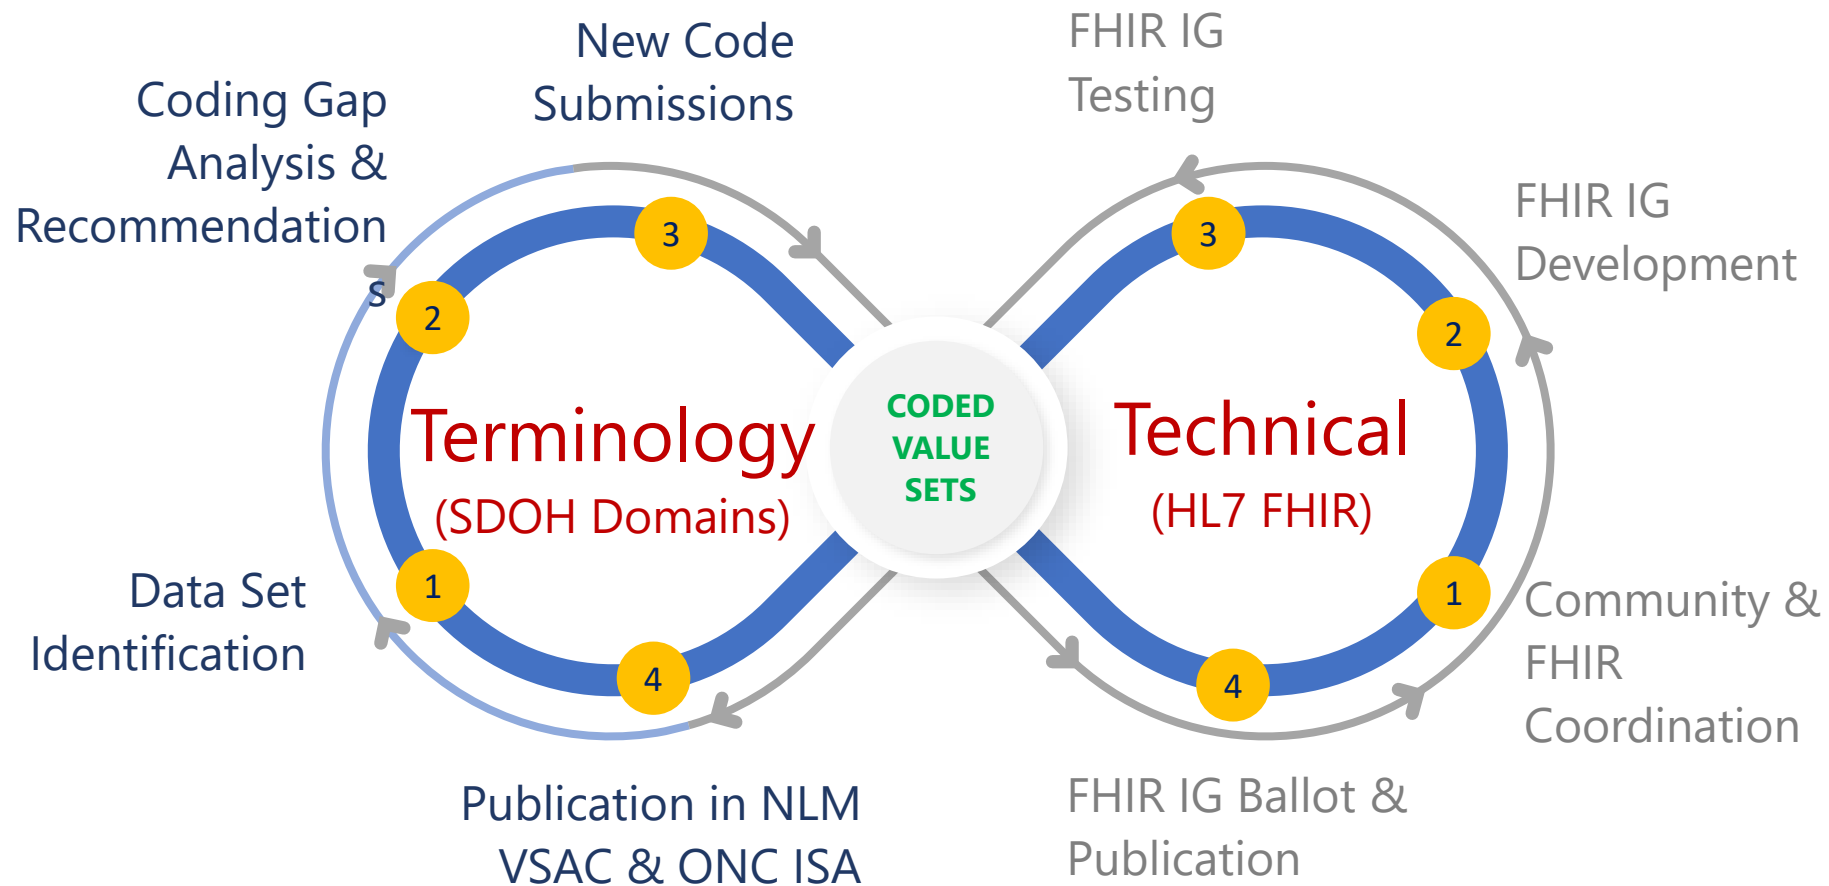 New Code
Submissions
Coding Gap
Analysis &
Recommendation
s
FHIR IG
Testing
FHIR IG
Development
3
2
3
2
Terminology
(SDOH Domains)
CODED
VALUE
SETS
Technical
(HL7 FHIR)
Data Set
Identification
1
4
1
4
Community &
FHIR
Coordination
Publication in NLM
VSAC & ONC ISA
FHIR IG Ballot &
Publication